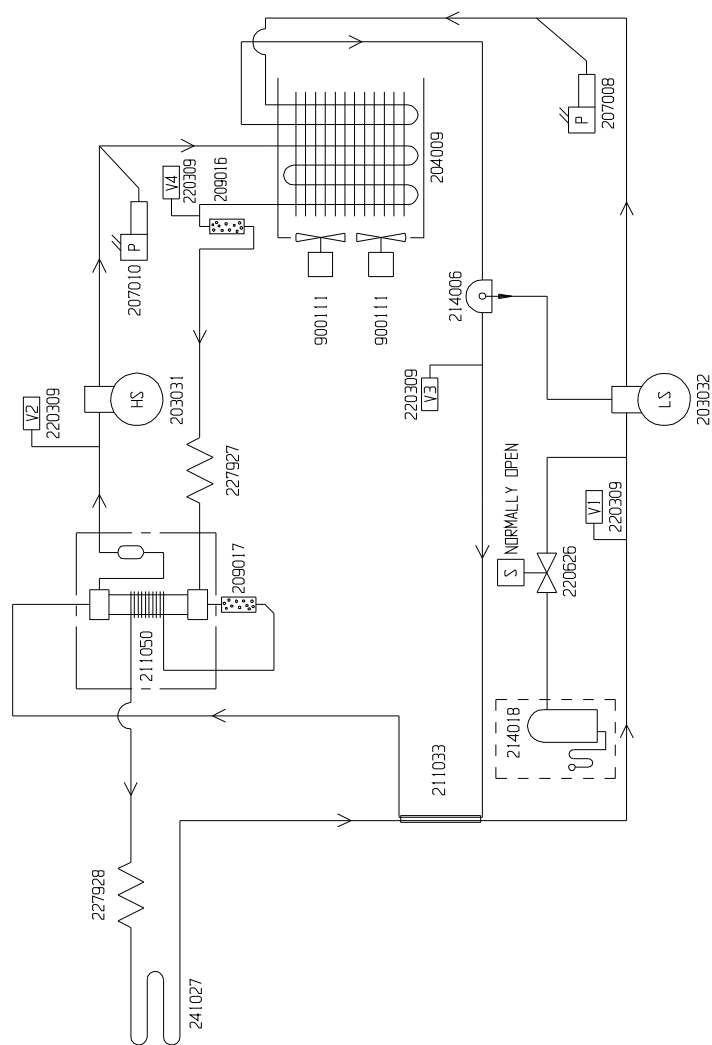 P
207008
204009
V4
220309
209016
P
207010
900111
900111
214006
V2
220309
HS
203031
220309
V3
LS
203032
227927
NORMALLY OPEN
S
220626
V1
220309
209017
211050
214018
211033
227928
241027